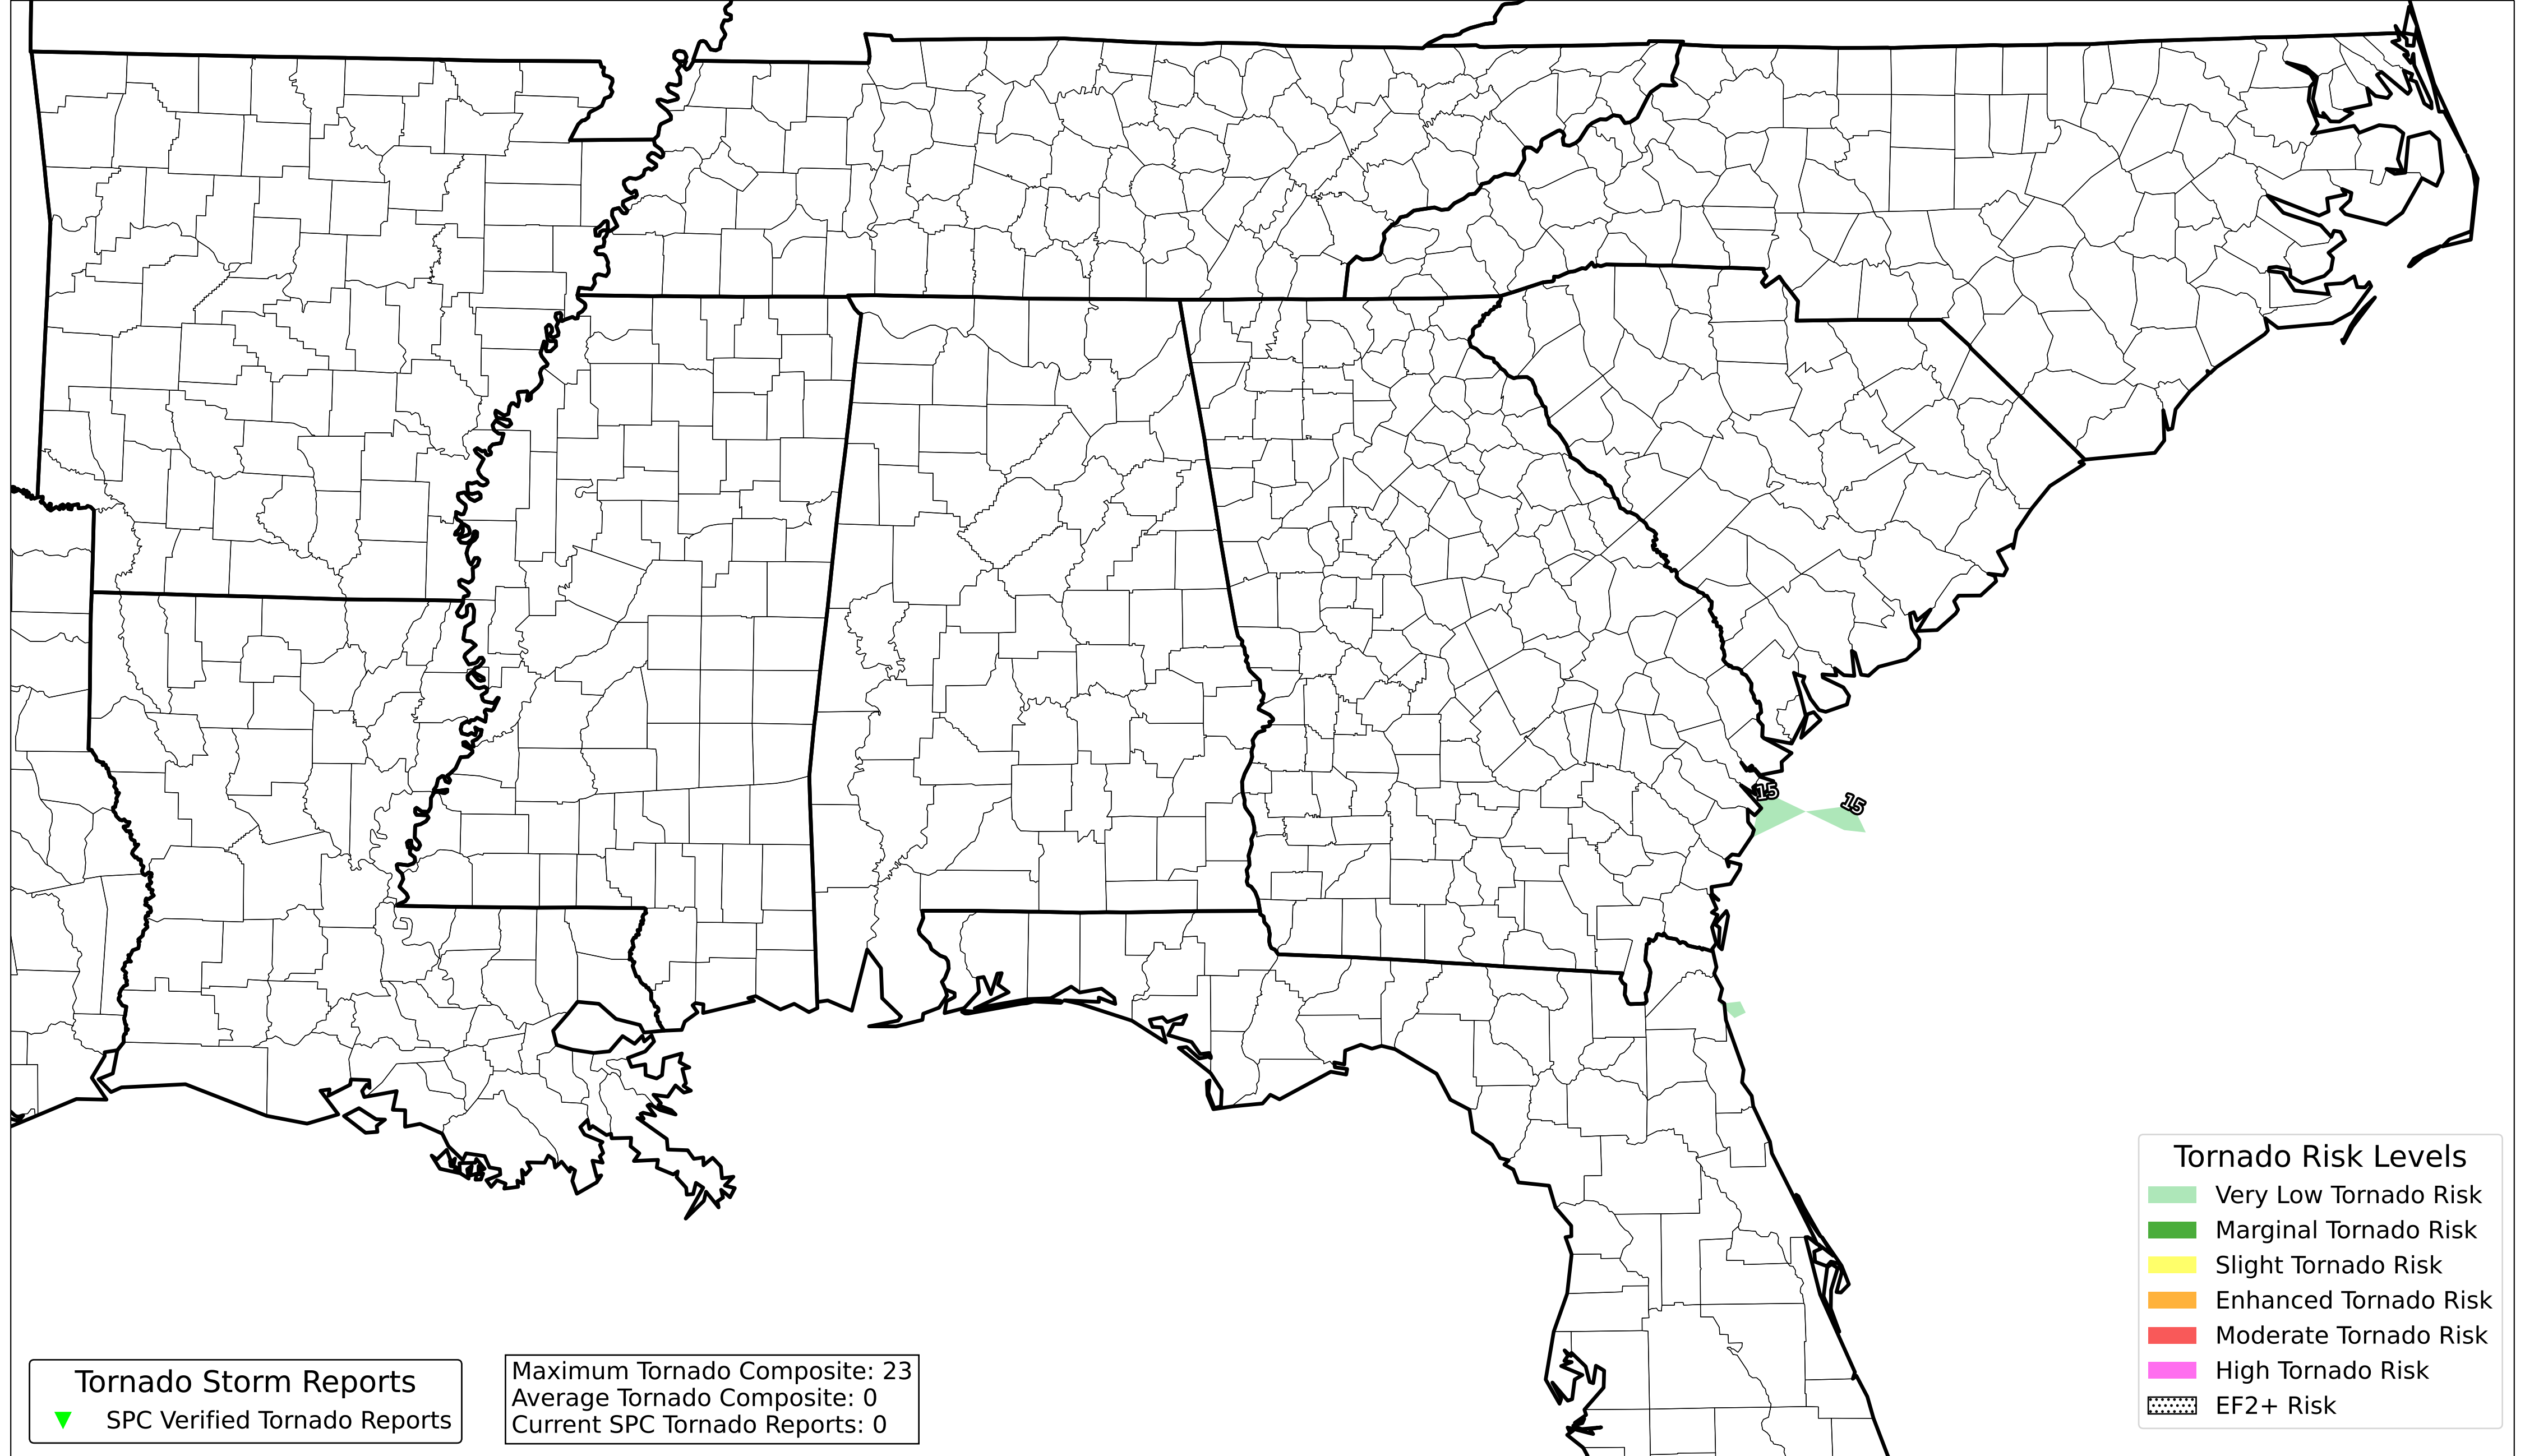 15
15
Tornado Risk Levels
Very Low Tornado Risk
Marginal Tornado Risk
Slight Tornado Risk
Enhanced Tornado Risk
Moderate Tornado Risk
High Tornado Risk
EF2+ Risk
Tornado Storm Reports
SPC Verified Tornado Reports
Maximum Tornado Composite: 23
Average Tornado Composite: 0
Current SPC Tornado Reports: 0